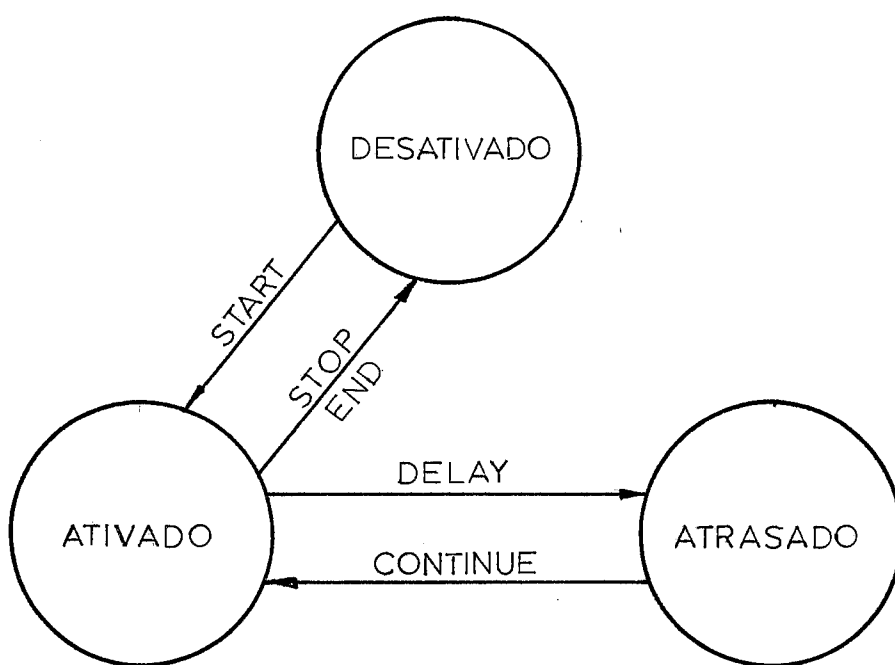 DESATIVADO
START
STOP
END
DELAY
ATIVADO
ATRASADO
CONTINUE